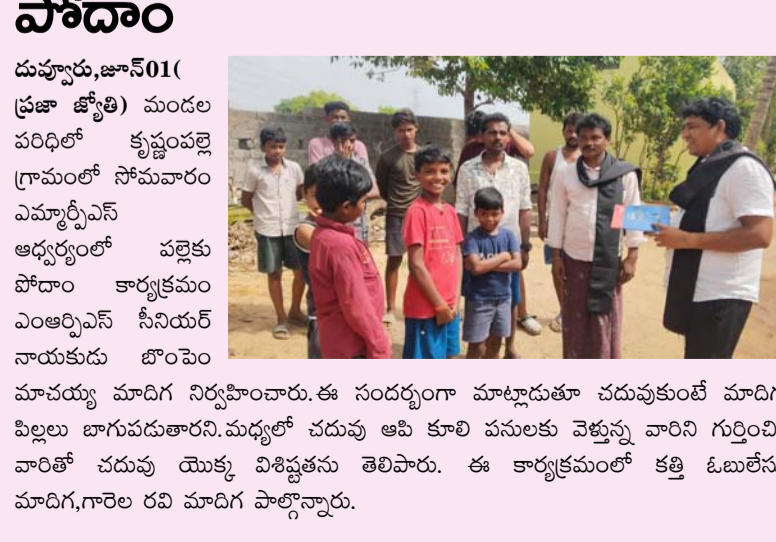 పోదాం
దువ్వూరు,జూన్01(
ప్రజా జ్యోతి) మండల
పరిధిలో కృష్ణంపల్లె
గ్రామంలో సోమవారం
ఎమ్మార్పీఎస్
ఆధ్వర్యంలో పల్లెకు
పోదాం కార్యక్రమం
ఎంఆర్పిఎస్ సీనియర్
నాయకుడు బొంపెం
మాచయ్య మాదిగ నిర్వహించారు.ఈ సందర్బంగా మాట్లాడుతూ చదువుకుంటే మాదిగ
పిల్లలు బాగుపడుతారని.మధ్యలో చదువు ఆపి కూలి పనులకు వెళ్తున్న వారిని గుర్తించి
వారితో చదువు యొక్క విశిష్టతను తెలిపారు. ఈ కార్యక్రమంలో కత్తి ఓబులేసు
మాదిగ,గారెల రవి మాదిగ పాల్గొన్నారు.